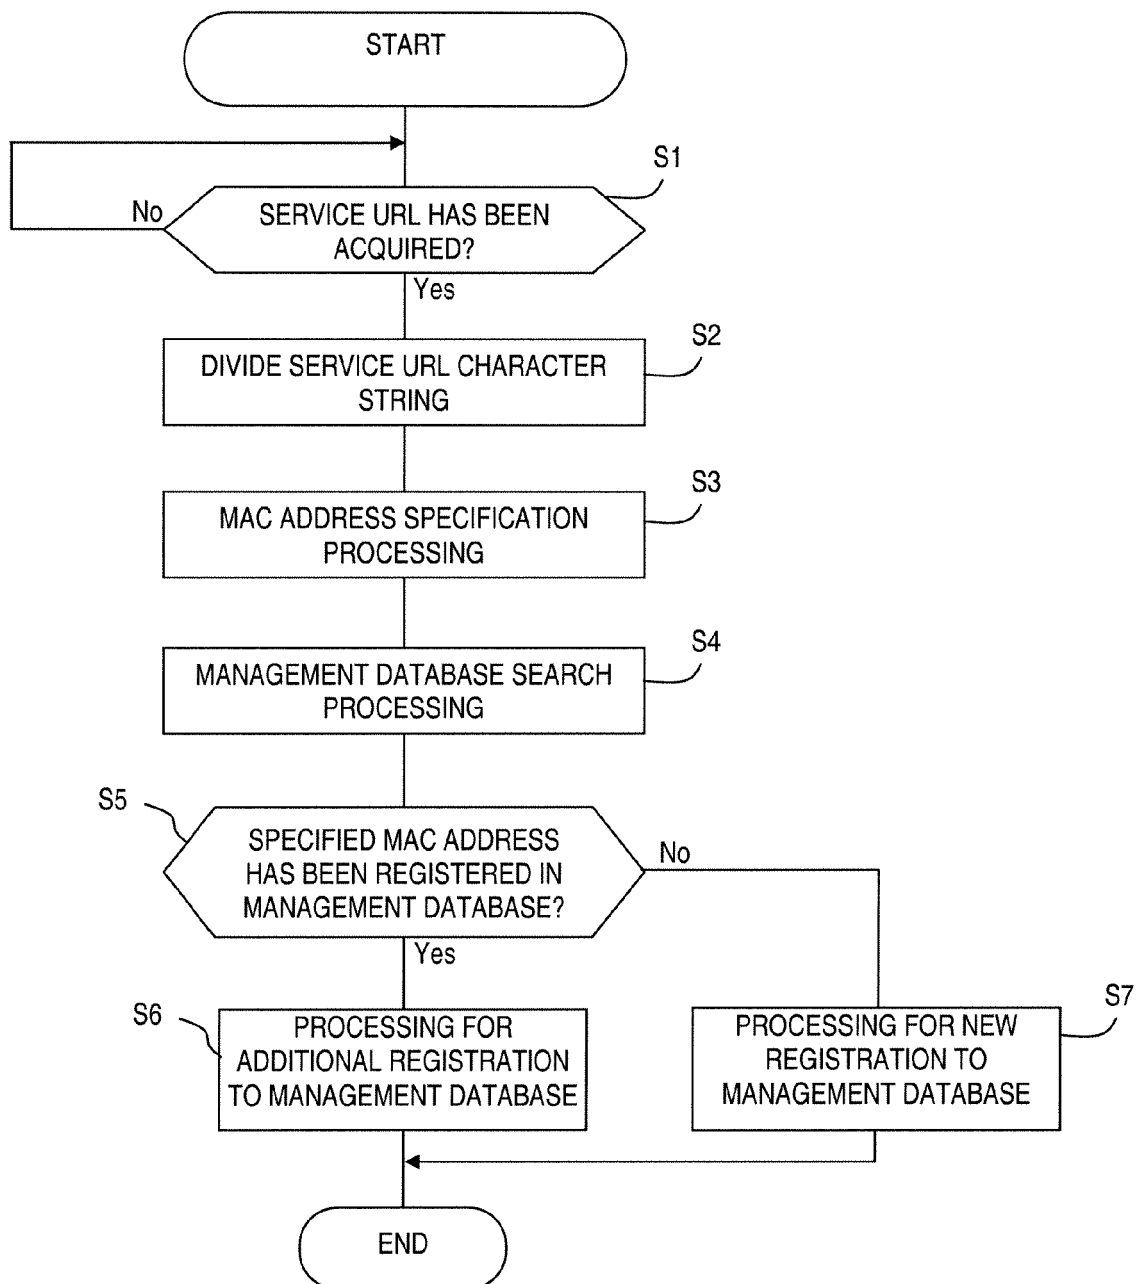 START
S1
No
SERVICE URL HAS BEEN
ACQUIRED?
Yes
S2
DIVIDE SERVICE URL CHARACTER
STRING
S3
MAC ADDRESS SPECIFICATION
PROCESSING
S4
MANAGEMENT DATABASE SEARCH
PROCESSING
S5
SPECIFIED MAC ADDRESS
HAS BEEN REGISTERED IN
MANAGEMENT DATABASE?
No
Yes
S6
PROCESSING FOR
ADDITIONAL REGISTRATION
TO MANAGEMENT DATABASE
S7
PROCESSING FOR NEW
REGISTRATION TO
MANAGEMENT DATABASE
END